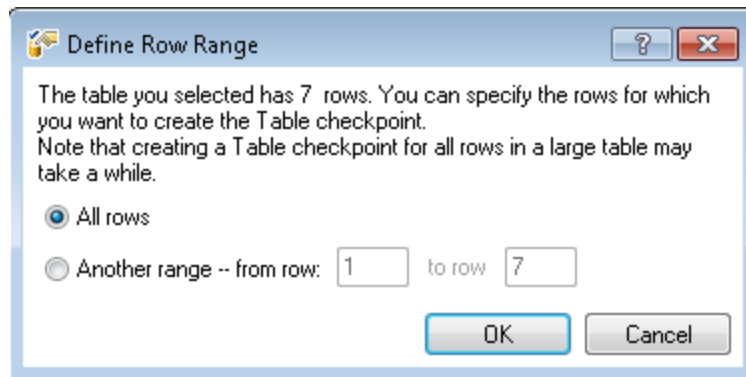 Define Row Range
The table you selected has 7 rows. You can specify the rows for which
you want to create the Table checkpoint.
Note that creating a Table checkpoint for all rows in a large table may
take a while.
All rows
Another range -- from row: 1 to row 7
OK Cancel